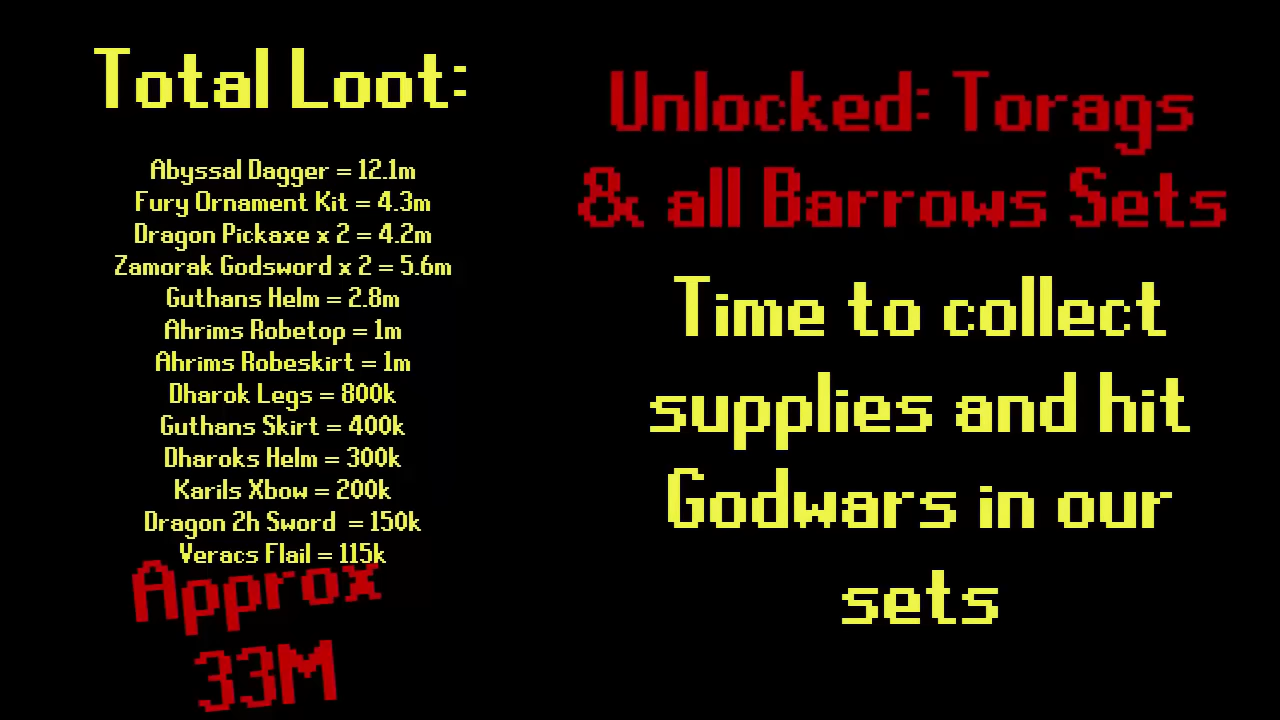 Total Loot:
Abyssal Dagger = 12.1m
Fury Ornament Kit = 4.3m
Dragon Pickaxe x 2 = 4.2m
Zamorak Godsword x 2 = 5.6m
Guthans Helm = 2.8m
Ahrims Robetop = 1m
Ahrims Robeskirt = 1m
Dharok Legs = 800k
Guthans Skirt = 400k
Dharoks Helm = 300k
Karils Xbow = 200k
Dragon 2h Sword = 150k
Veracs Flail = 115k
Approx
33M
Unlocked: Torags
& all Barrows Sets
Time to collect
supplies and hit
Godwars in our
sets